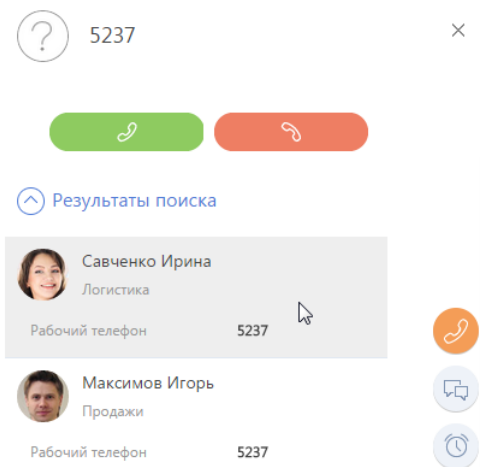 5237
Результаты поиска
Савченко Ирина
Логистика
Рабочий телефон 5237
Максимов Игорь
Продажи
Рабочий телефон 5237